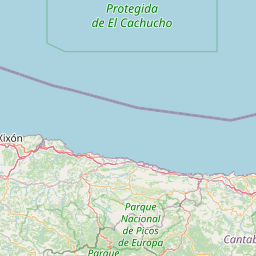 Protegida
de El Cachucho
Xixón
Parque
Nacional
de Picos
de Europa
Cantab
Parque